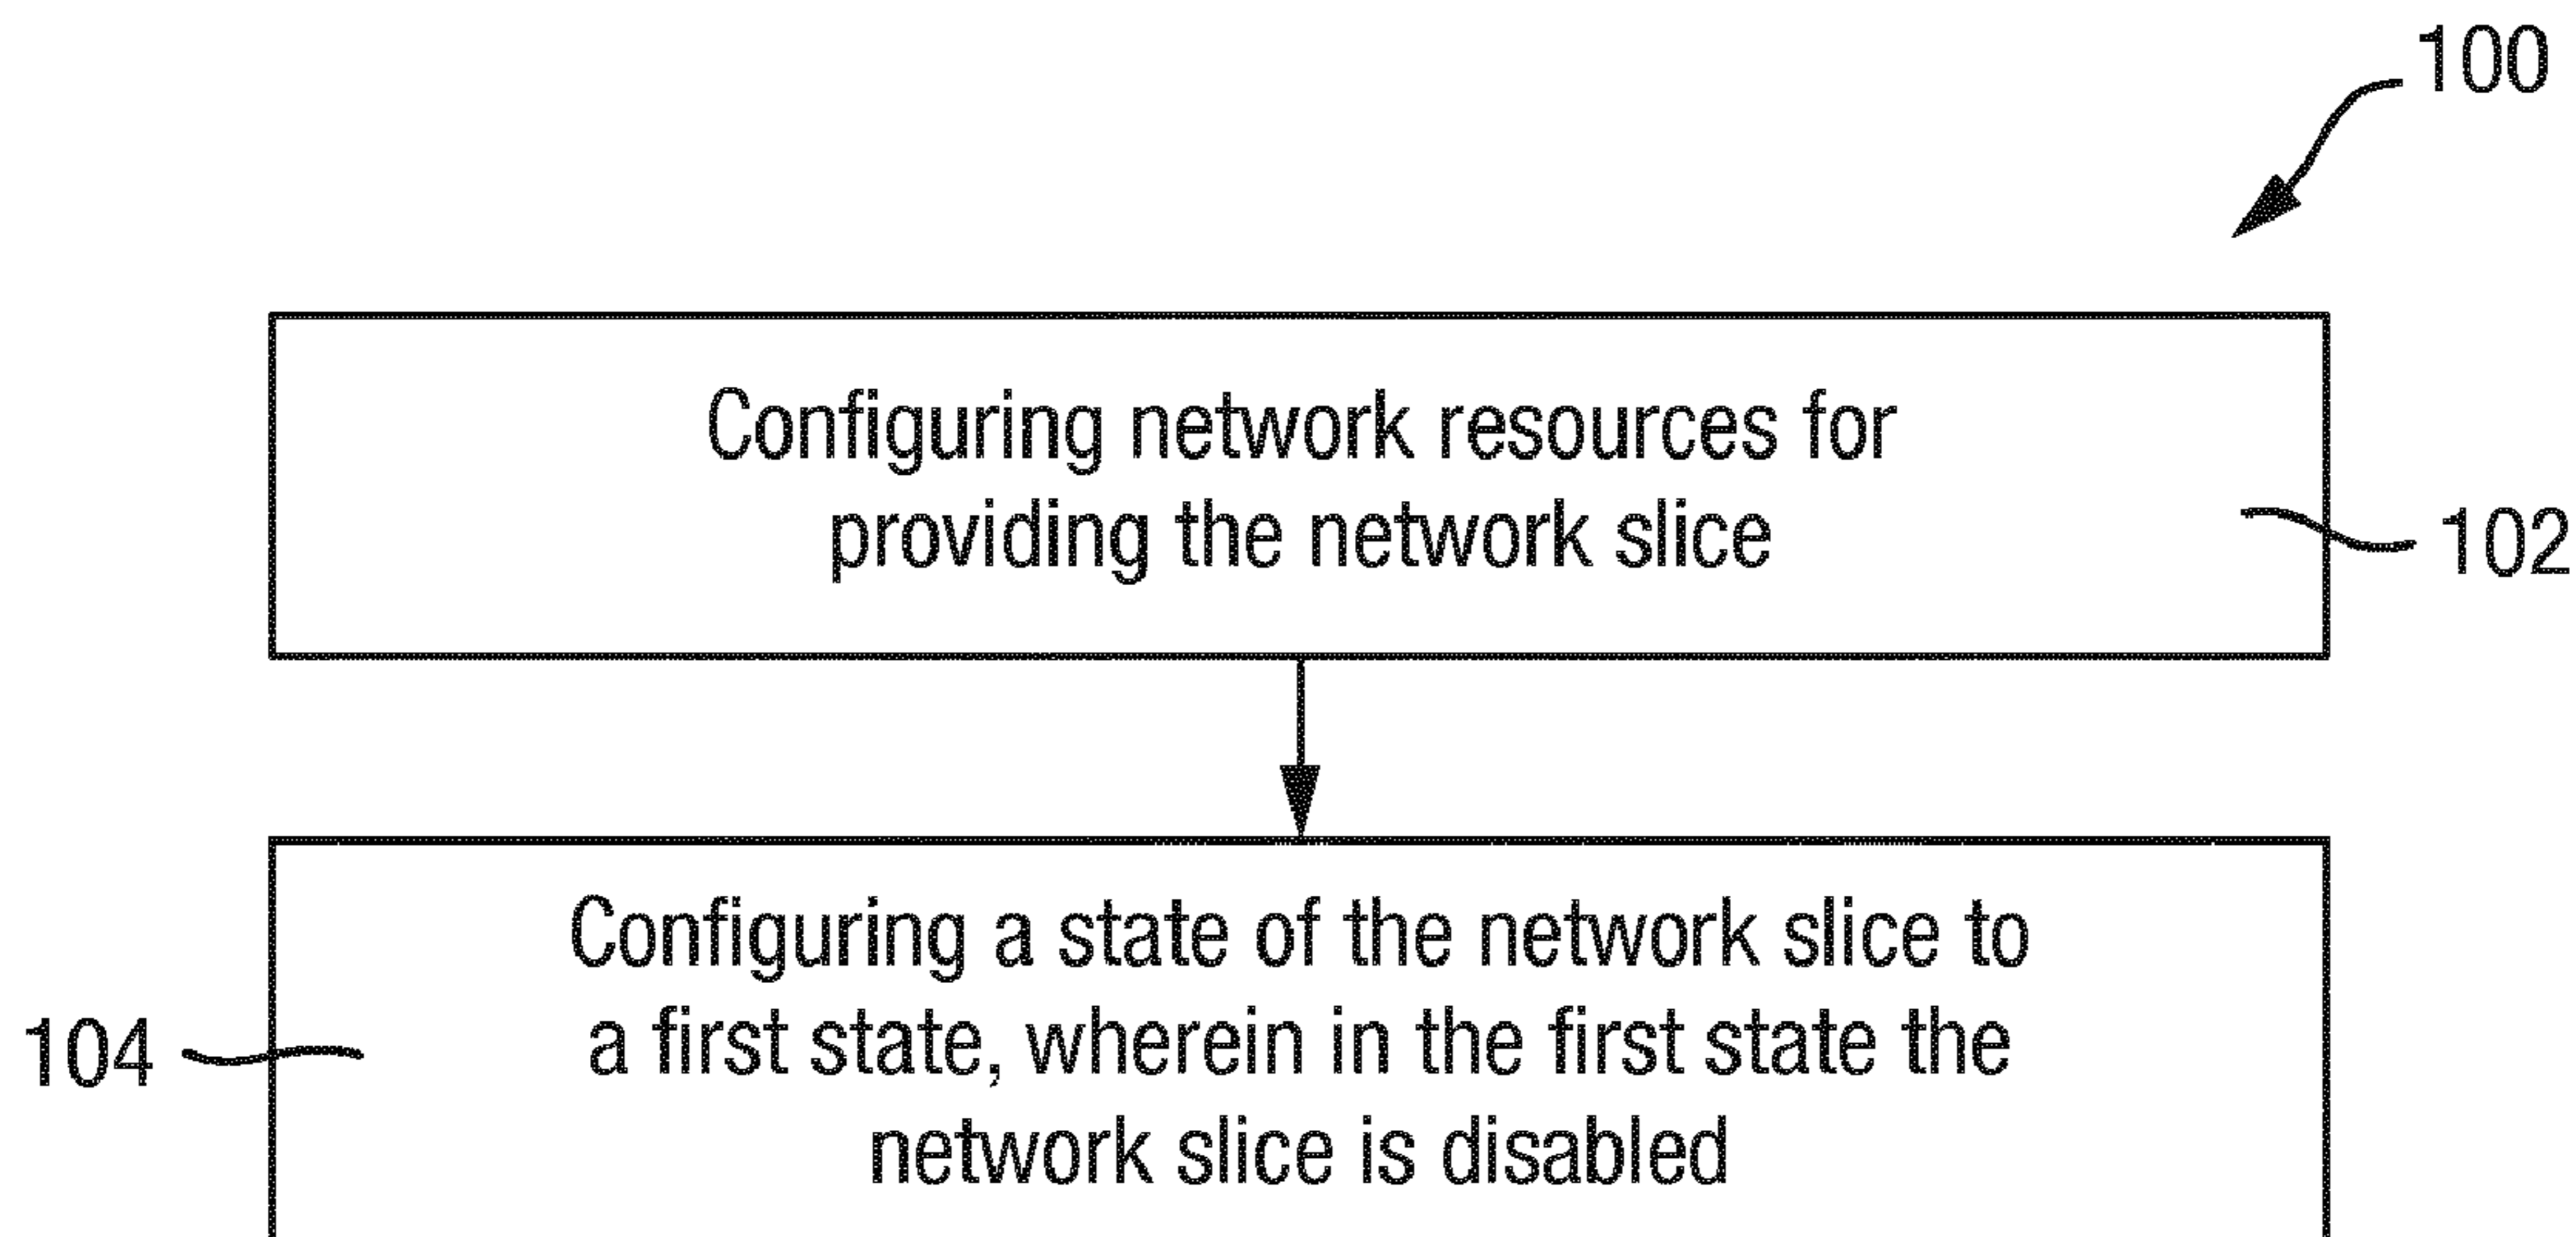 100
Configuring network resources for
providing the network slice
102
Configuring a state of the network slice to
a first state, wherein in the first state the
network slice is disabled
104